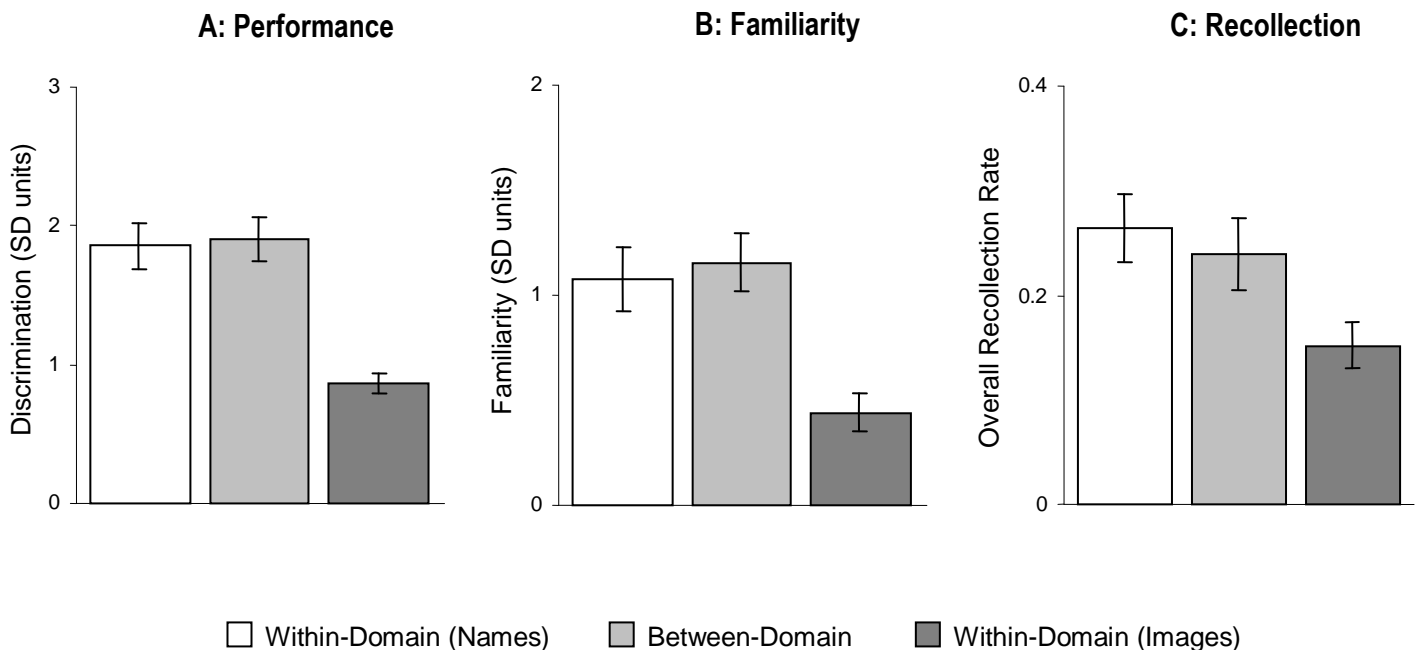 A: Performance
B: Familiarity
C: Recollection
Discrimination (SD units)
3
2
1
0
Familiarity (SD units)
2
1
0
Overall Recollection Rate
0.4
0.2
0
Within-Domain (Names)
Between-Domain
Within-Domain (Images)